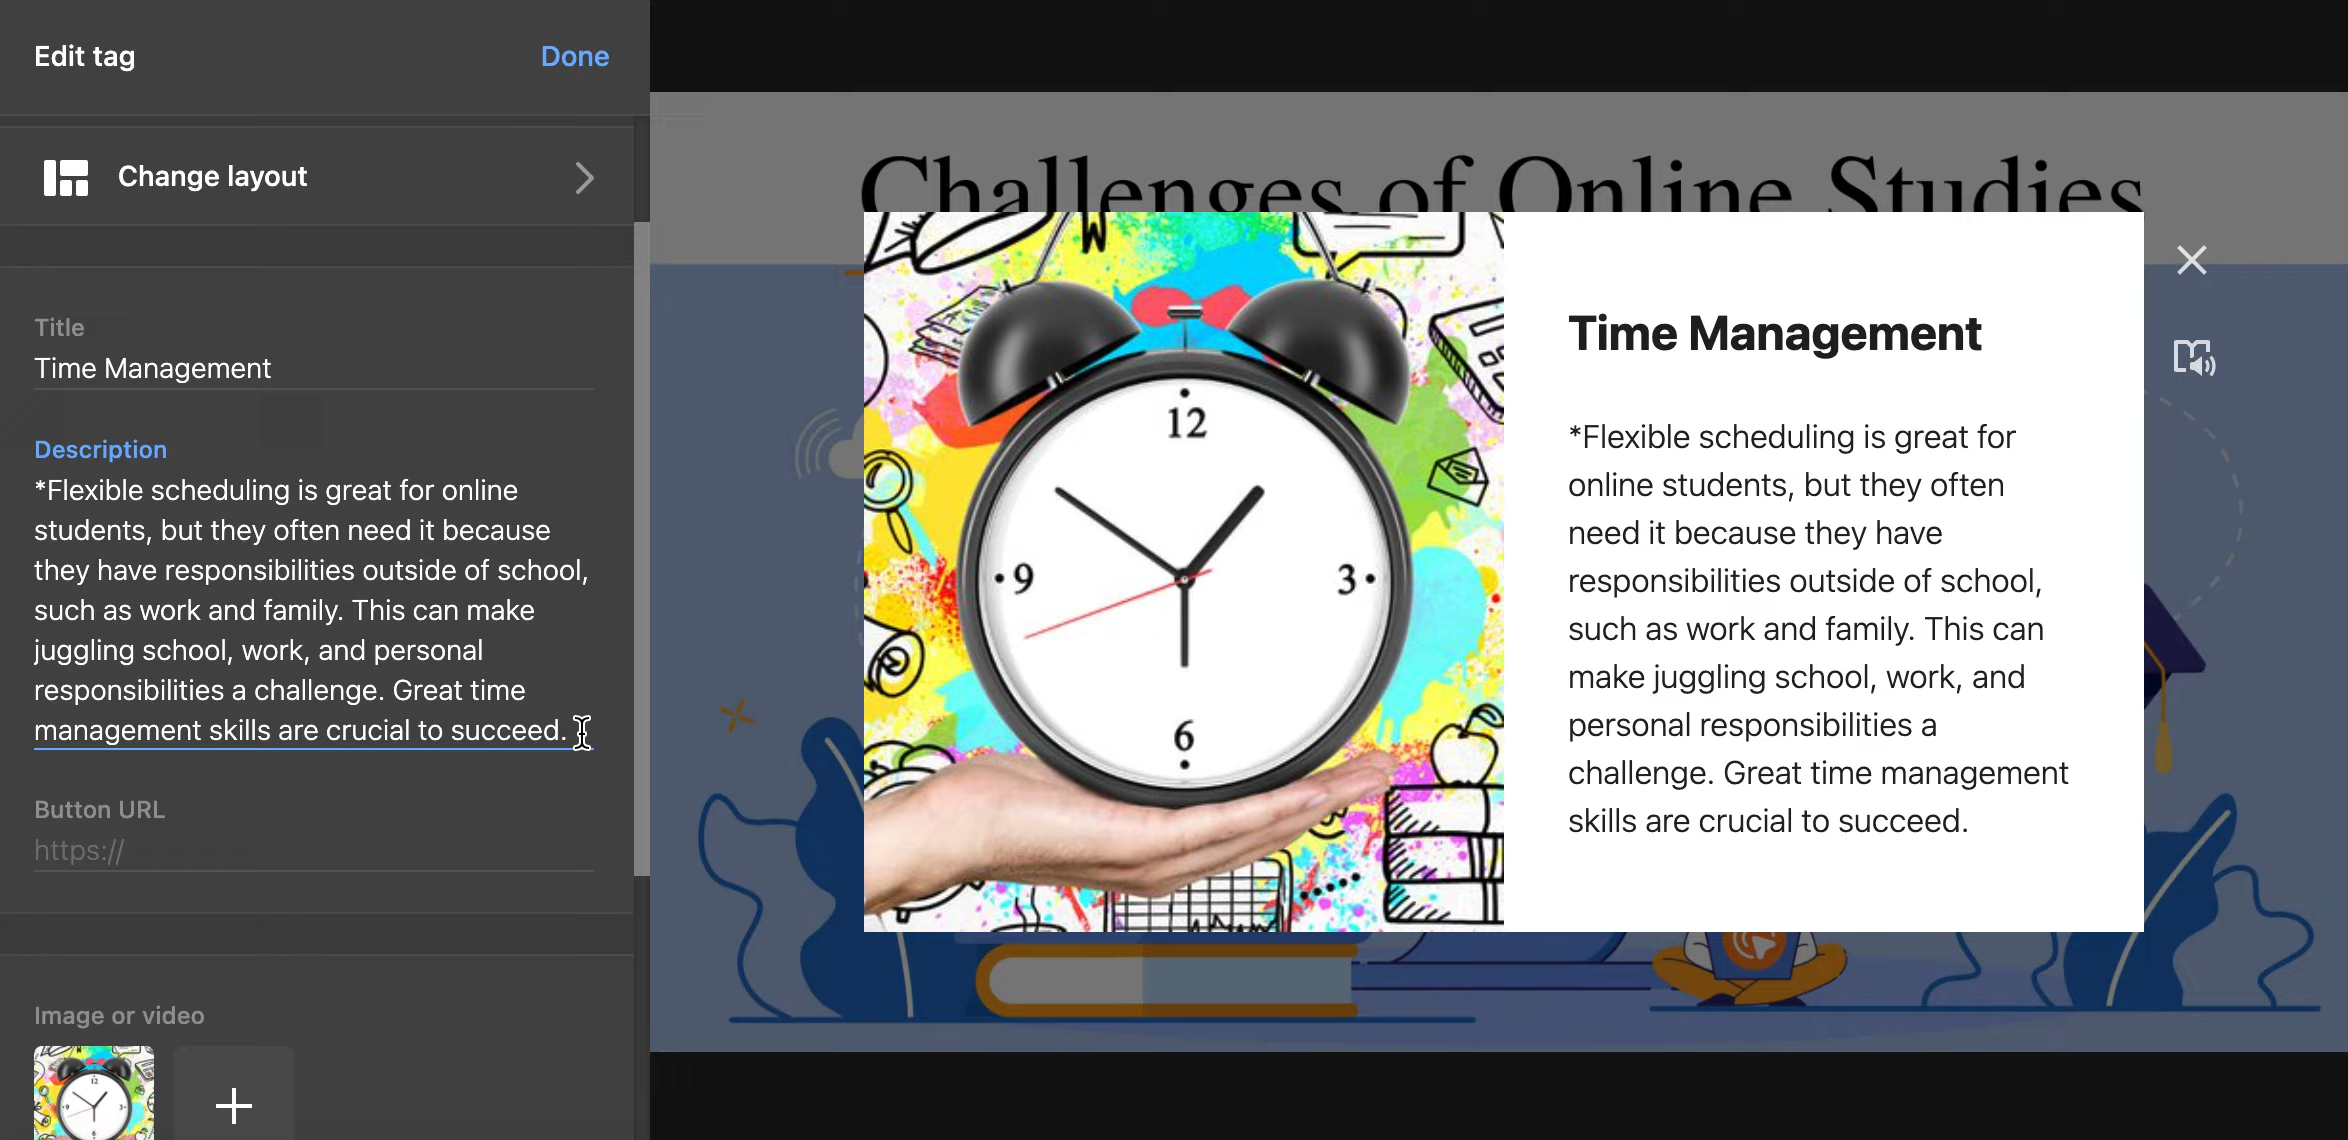 Edit tag
Done
Change layout
Title
Time Management
Description
*Flexible scheduling is great for online
students, but they often need it because
they have responsibilities outside of school,
such as work and family. This can make
juggling school, work, and personal
responsibilities a challenge. Great time
management skills are crucial to succeed.
Button URL
https://
Image or video
Challenges of Online Studies
12
9
3
6
Time Management
*Flexible scheduling is great for
online students, but they often
need it because they have
responsibilities outside of school,
such as work and family. This can
make juggling school, work, and
personal responsibilities a
challenge. Great time management
skills are crucial to succeed.